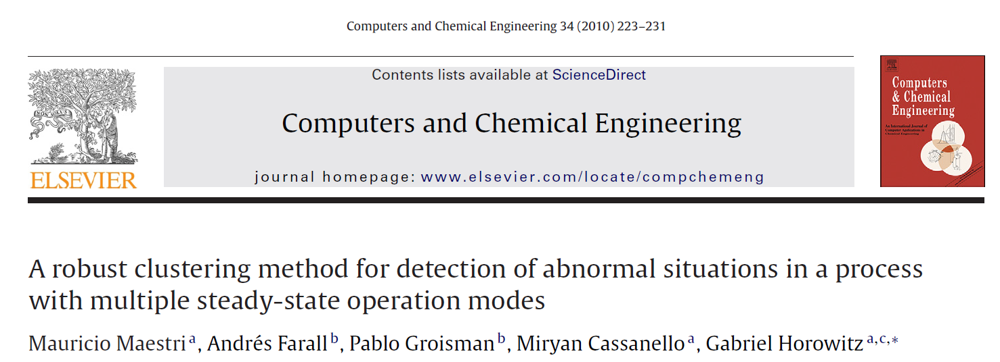 Computers and Chemical Engineering 34 (2010) 223–231
Contents lists available at ScienceDirect
Computers and Chemical Engineering
journal homepage: www.elsevier.com/locate/compchemeng
NON SOLUS
ELSEVIER
Computers
& Chemical
Engineering
An International Journal of
Computer Applications in
Chemical Engineering
A robust clustering method for detection of abnormal situations in a process
with multiple steady-state operation modes
Mauricio Maestri a, Andrés Farall b, Pablo Groisman b, Miryan Cassanello a, Gabriel Horowitz a,c,∗